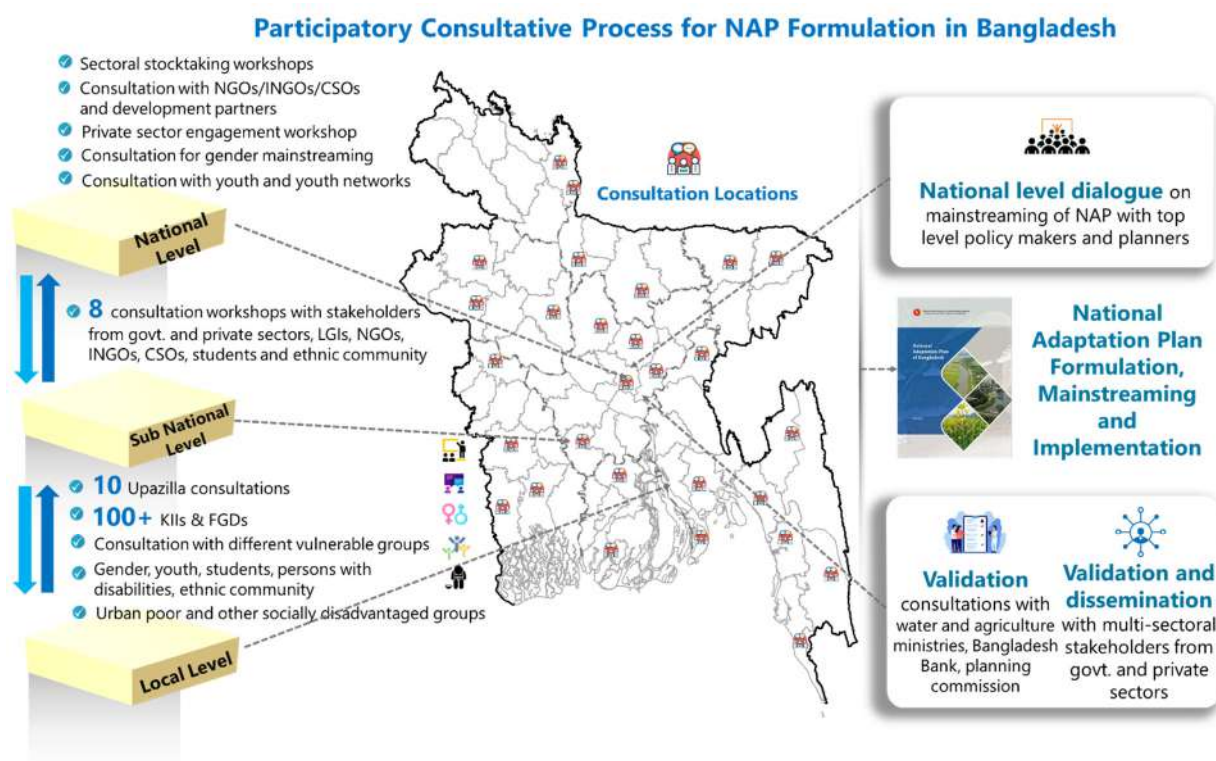 Participatory Consultative Process for NAP Formulation in Bangladesh
Sectoral stocktaking workshops
Consultation with NGOs/INGOs/CSOs
and development partners
Private sector engagement workshop
Consultation for gender mainstreaming
Consultation with youth and youth networks
National
Level
8 consultation workshops with stakeholders
from govt. and private sectors, LGIs, NGOs,
INGOs, CSOs, students and ethnic community
Sub National
Level
10 Upazilla consultations
100+ KIIs & FGDs
Consultation with different vulnerable groups
Gender, youth, students, persons with
disabilities, ethnic community
Urban poor and other socially disadvantaged groups
Local Level
Consultation Locations
National level dialogue on
mainstreaming of NAP with top
level policy makers and planners
National
Adaptation Plan
of Bangladesh
National
Adaptation Plan
Formulation,
Mainstreaming
and
Implementation
Validation
consultations with
water and agriculture
ministries, Bangladesh
Bank, planning
commission
Validation and
dissemination
with multi-sectoral
stakeholders from
govt. and private
sectors